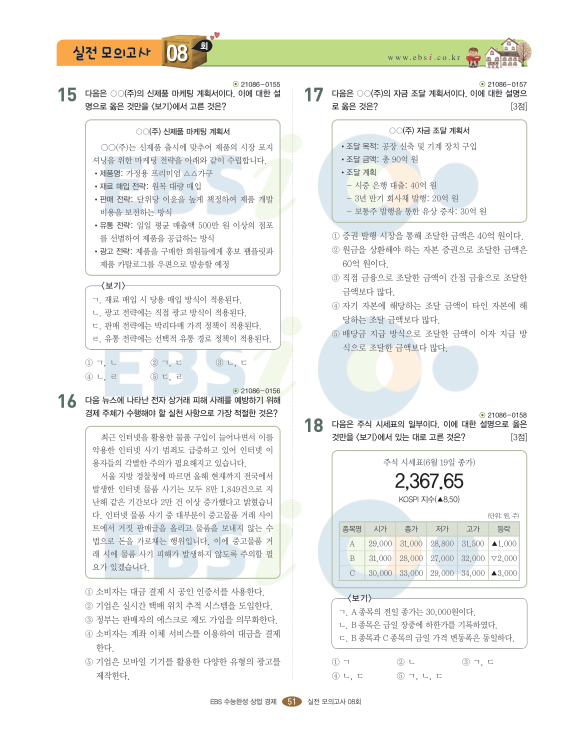 실전 모의고사 08 회
www.ebsi.co.kr
21086-0155
15 다음은 ○○(주)의 신제품 마케팅 계획서이다. 이에 대한 설
명으로 옳은 것만을 〈보기〉에서 고른 것은?
○○(주) 신제품 마케팅 계획서
○○(주)는 신제품 출시에 맞추어 제품의 시장 포지
셔닝을 위한 마케팅 전략을 아래와 같이 수립합니다.
• 제품명: 가정용 프리미엄 △△가구
• 재료 매입 전략: 원목 대량 매입
• 판매 전략: 단위당 이윤을 높게 책정하여 제품 개발
비용을 보전하는 방식
• 유통 전략: 일일 평균 매출액 500만 원 이상의 점포
를 선별하여 제품을 공급하는 방식
• 광고 전략: 제품을 구매한 회원들에게 홍보 팸플릿과
제품 카탈로그를 우편으로 발송할 예정
〈보기〉
ㄱ. 재료 매입 시 당용 매입 방식이 적용된다.
ㄴ. 광고 전략에는 직접 광고 방식이 적용된다.
ㄷ. 판매 전략에는 박리다매 가격 정책이 적용된다.
ㄹ. 유통 전략에는 선택적 유통 경로 정책이 적용된다.
① ㄱ, ㄴ ② ㄱ, ㄷ ③ ㄴ, ㄷ
④ ㄴ, ㄹ ⑤ ㄷ, ㄹ
21086-0156
16 다음 뉴스에 나타난 전자 상거래 피해 사례를 예방하기 위해
경제 주체가 수행해야 할 실천 사항으로 가장 적절한 것은?
최근 인터넷을 활용한 물품 구입이 늘어나면서 이를
악용한 인터넷 사기 범죄도 급증하고 있어 인터넷 이
용자들의 각별한 주의가 필요해지고 있습니다.
서울 지방 경찰청에 따르면 올해 현재까지 전국에서
발생한 인터넷 물품 사기는 모두 8만 1,849건으로 지
난해 같은 기간보다 2만 건 이상 증가했다고 밝혔습니
다. 인터넷 물품 사기 중 대부분이 중고물품 거래 사이
트에서 거짓 판매글을 올리고 물품을 보내지 않는 수
법으로 돈을 가로채는 행위입니다. 이에 중고물품 거
래 시에 물품 사기 피해가 발생하지 않도록 주의할 필
요가 있겠습니다.
① 소비자는 대금 결제 시 공인 인증서를 사용한다.
② 기업은 실시간 택배 위치 추적 시스템을 도입한다.
③ 정부는 판매자의 에스크로 제도 가입을 의무화한다.
④ 소비자는 계좌 이체 서비스를 이용하여 대금을 결제
한다.
⑤ 기업은 모바일 기기를 활용한 다양한 유형의 광고를
제작한다.
21086-0157
17 다음은 ○○(주)의 자금 조달 계획서이다. 이에 대한 설명으
로 옳은 것은? [3점]
○○(주) 자금 조달 계획서
• 조달 목적: 공장 신축 및 기계 장치 구입
• 조달 금액: 총 90억 원
• 조달 계획
– 시중 은행 대출: 40억 원
– 3년 만기 회사채 발행: 20억 원
– 보통주 발행을 통한 유상 증자: 30억 원
① 증권 발행 시장을 통해 조달한 금액은 40억 원이다.
② 원금을 상환해야 하는 자본 증권으로 조달한 금액은
60억 원이다.
③ 직접 금융으로 조달한 금액이 간접 금융으로 조달한
금액보다 많다.
④ 자기 자본에 해당하는 조달 금액이 타인 자본에 해
당하는 조달 금액보다 많다.
⑤ 배당금 지급 방식으로 조달한 금액이 이자 지급 방
식으로 조달한 금액보다 많다.
21086-0158
18 다음은 주식 시세표의 일부이다. 이에 대한 설명으로 옳은
것만을 〈보기〉에서 있는 대로 고른 것은? [3점]
주식 시세표(6월 19일 종가)
2,367.65
KOSPI 지수(▲8.50)
(단위: 원, 주)
종목명 시가 종가 저가 고가 등락
A 29,000 31,000 28,800 31,500 ▲1,000
B 31,000 28,000 27,000 32,000 ▽2,000
C 30,000 33,000 29,000 34,000 ▲3,000
〈보기〉
ㄱ. A종목의 전일 종가는 30,000원이다.
ㄴ. B종목은 금일 장중에 하한가를 기록하였다.
ㄷ. B종목과 C종목의 금일 가격 변동폭은 동일하다.
① ㄱ ② ㄴ ③ ㄱ, ㄷ
④ ㄴ, ㄷ ⑤ ㄱ, ㄴ, ㄷ
EBS 수능완성 상업 경제 51 실전 모의고사 08회